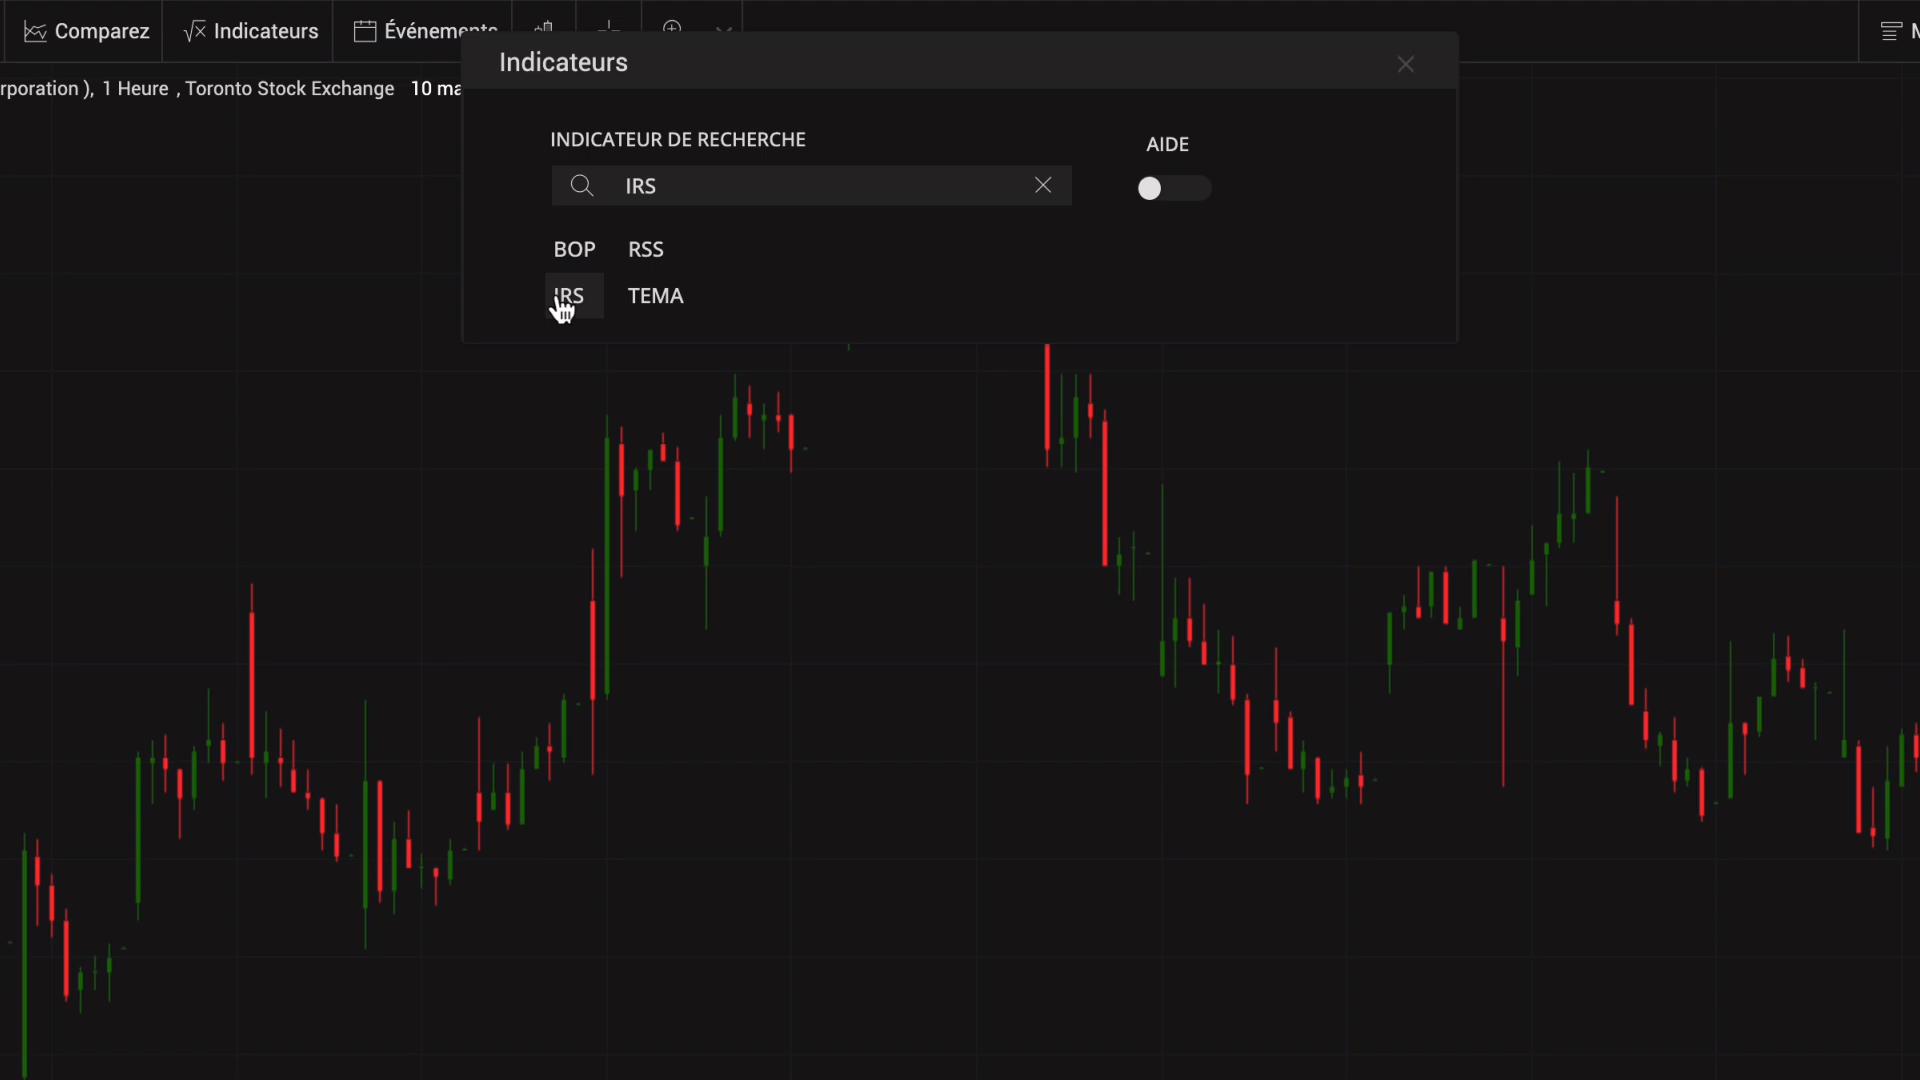 Comparez Indicateurs Événements
Indicateurs
rporation ), 1 Heure , Toronto Stock Exchange 10 ma
INDICATEUR DE RECHERCHE
AIDE
IRS
BOP RSS
IRS TEMA